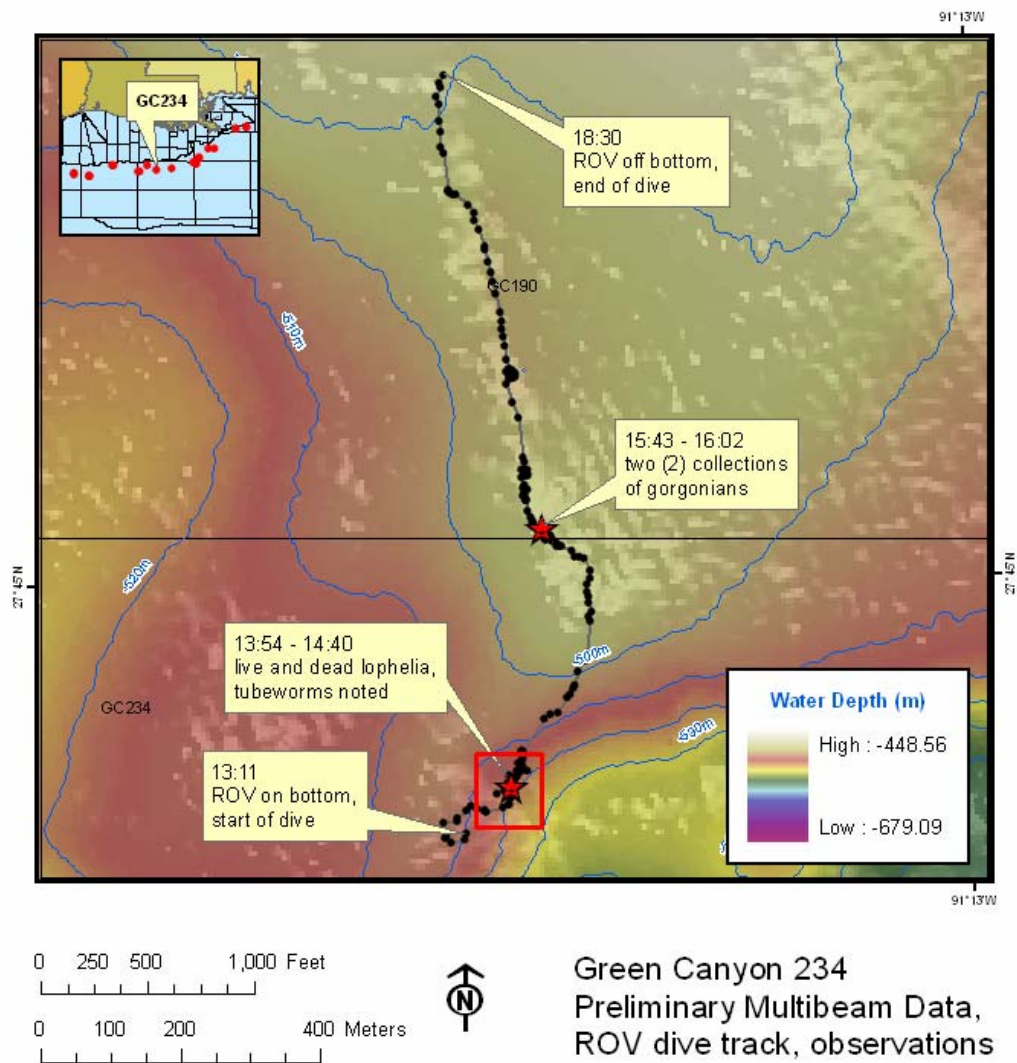 91°13'W
GC234
18:30
ROV off bottom,
end of dive
GC190
-510m
15:43 - 16:02
two (2) collections
of gorgonians
27°45'N
27°45'N
-520m
13:54 - 14:40
live and dead lophelia,
tubeworms noted
-500m
GC234
-530m
13:11
ROV on bottom,
start of dive
Water Depth (m)
High : -448.56
Low : -679.09
91°13'W
0 250 500 1,000 Feet
0 100 200 400 Meters
N
Green Canyon 234
Preliminary Multibeam Data,
ROV dive track, observations